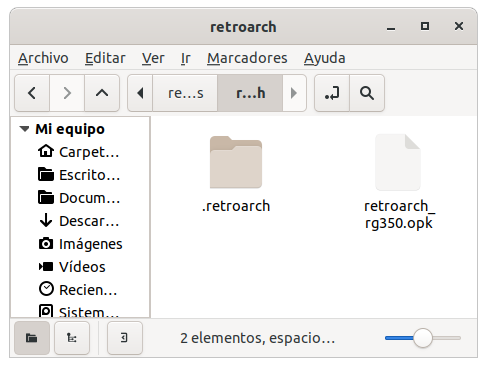 retroarch
Archivo Editar Ver Ir Marcadores Ayuda
re...s r...h
Mi equipo
Carpet...
Escrito...
Docum...
Descar...
Imágenes
Vídeos
Recien...
Sistem...
.retroarch
retroarch_
rg350.opk
2 elementos, espacio...